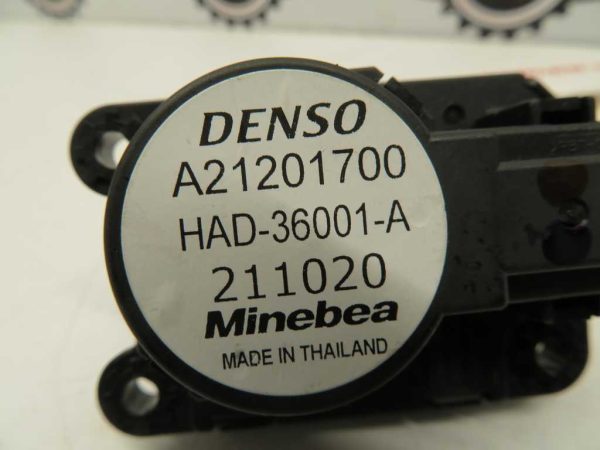 DENSO
A21201700
HAD-36001-A
211020
Minebea
MADE IN THAILAND